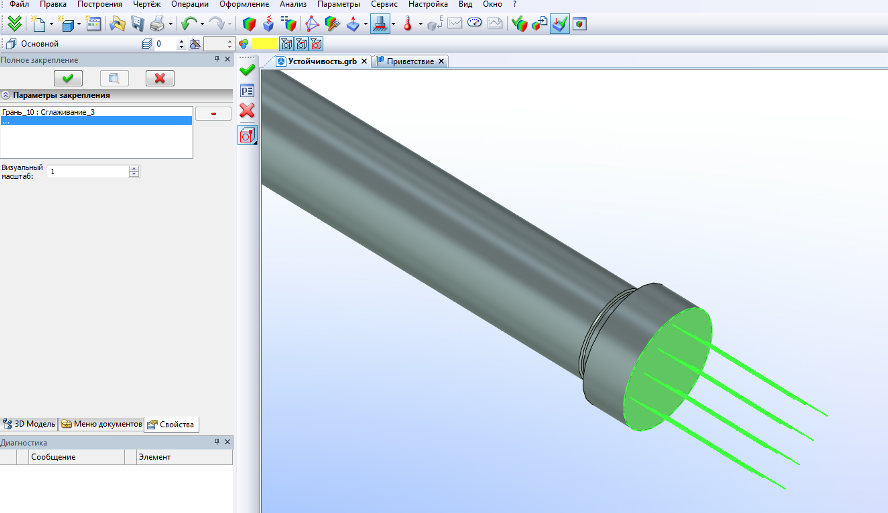 Файл Правка Построения Чертёж Операции Оформление Анализ Параметры Сервис Настройка Вид Окно ?
Основной 0
Полное закрепление
Устойчивость.grb Приветствие
Параметры закрепления
Грань_10 : Сглаживание_3
...
Визуальный масштаб: 1
3D Модель Меню документов Свойства
Диагностика
Сообщение Элемент